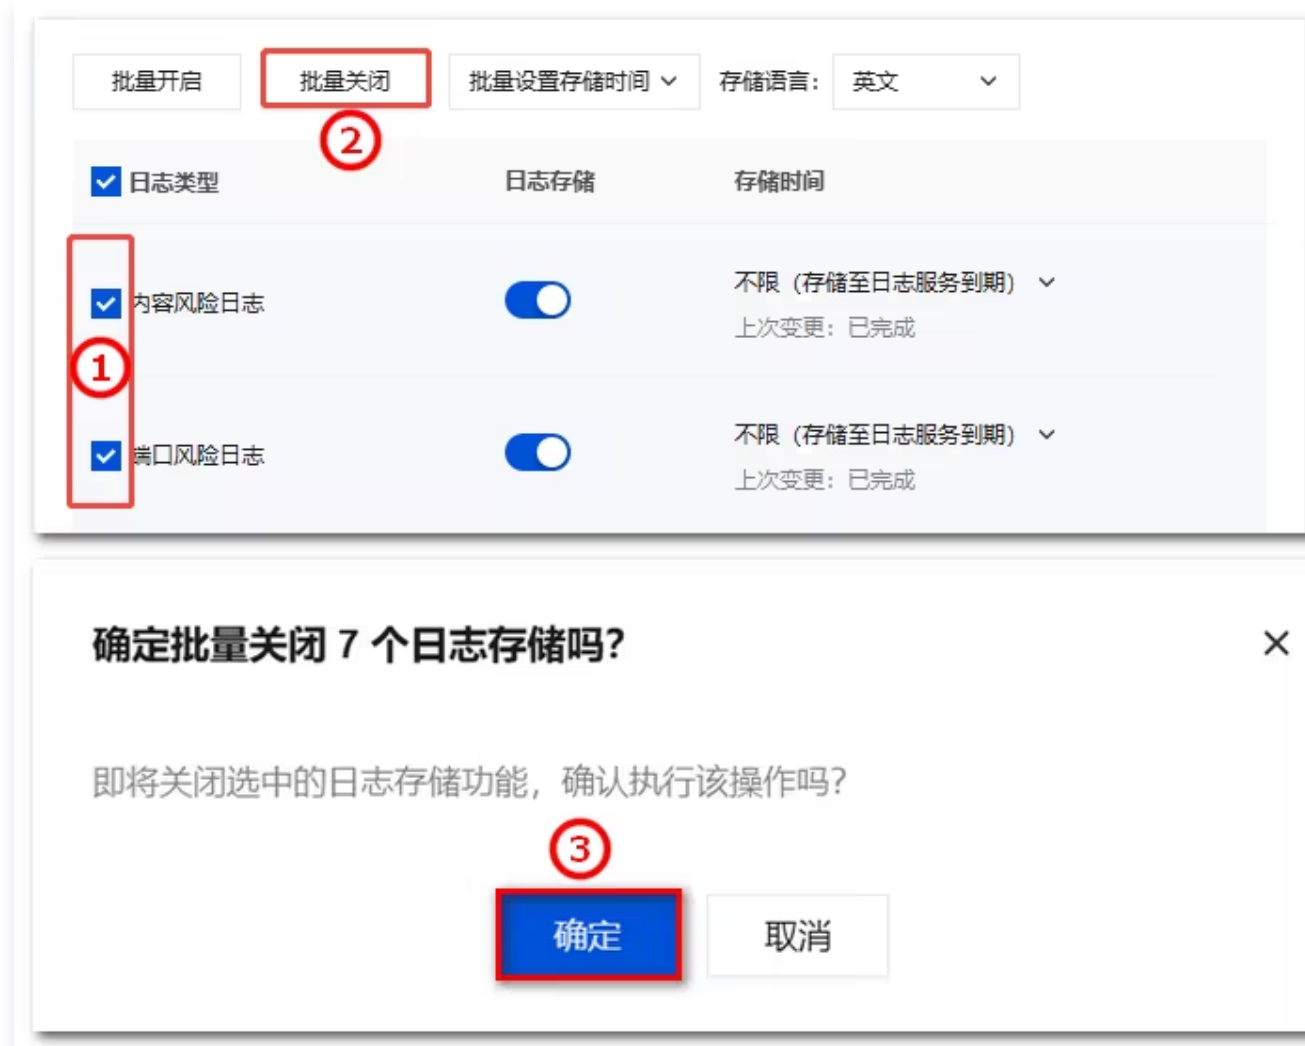 批量开启 批量关闭 批量设置存储时间 存储语言： 英文
2
日志类型 日志存储 存储时间
内容风险日志 不限（存储至日志服务到期）
上次变更：已完成
1
端口风险日志 不限（存储至日志服务到期）
上次变更：已完成
确定批量关闭 7 个日志存储吗？
即将关闭选中的日志存储功能，确认执行该操作吗？
3
确定 取消